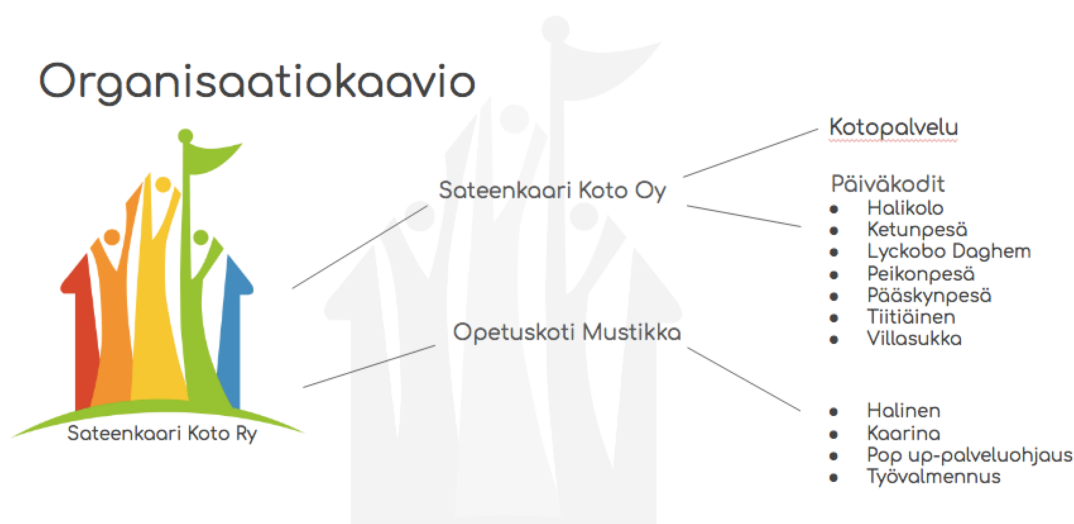 Organisaatiokaavio
Sateenkaari Koto Ry
Sateenkaari Koto Oy
Opetuskoti Mustikka
Kotopalvelu
Päiväkodit
● Halikolo
● Ketunpesä
● Lyckobo Daghem
● Peikonpesä
● Pääskynpesä
● Tiitiäinen
● Villasukka
● Halinen
● Kaarina
● Pop up-palveluohjaus
● Työvalmennus